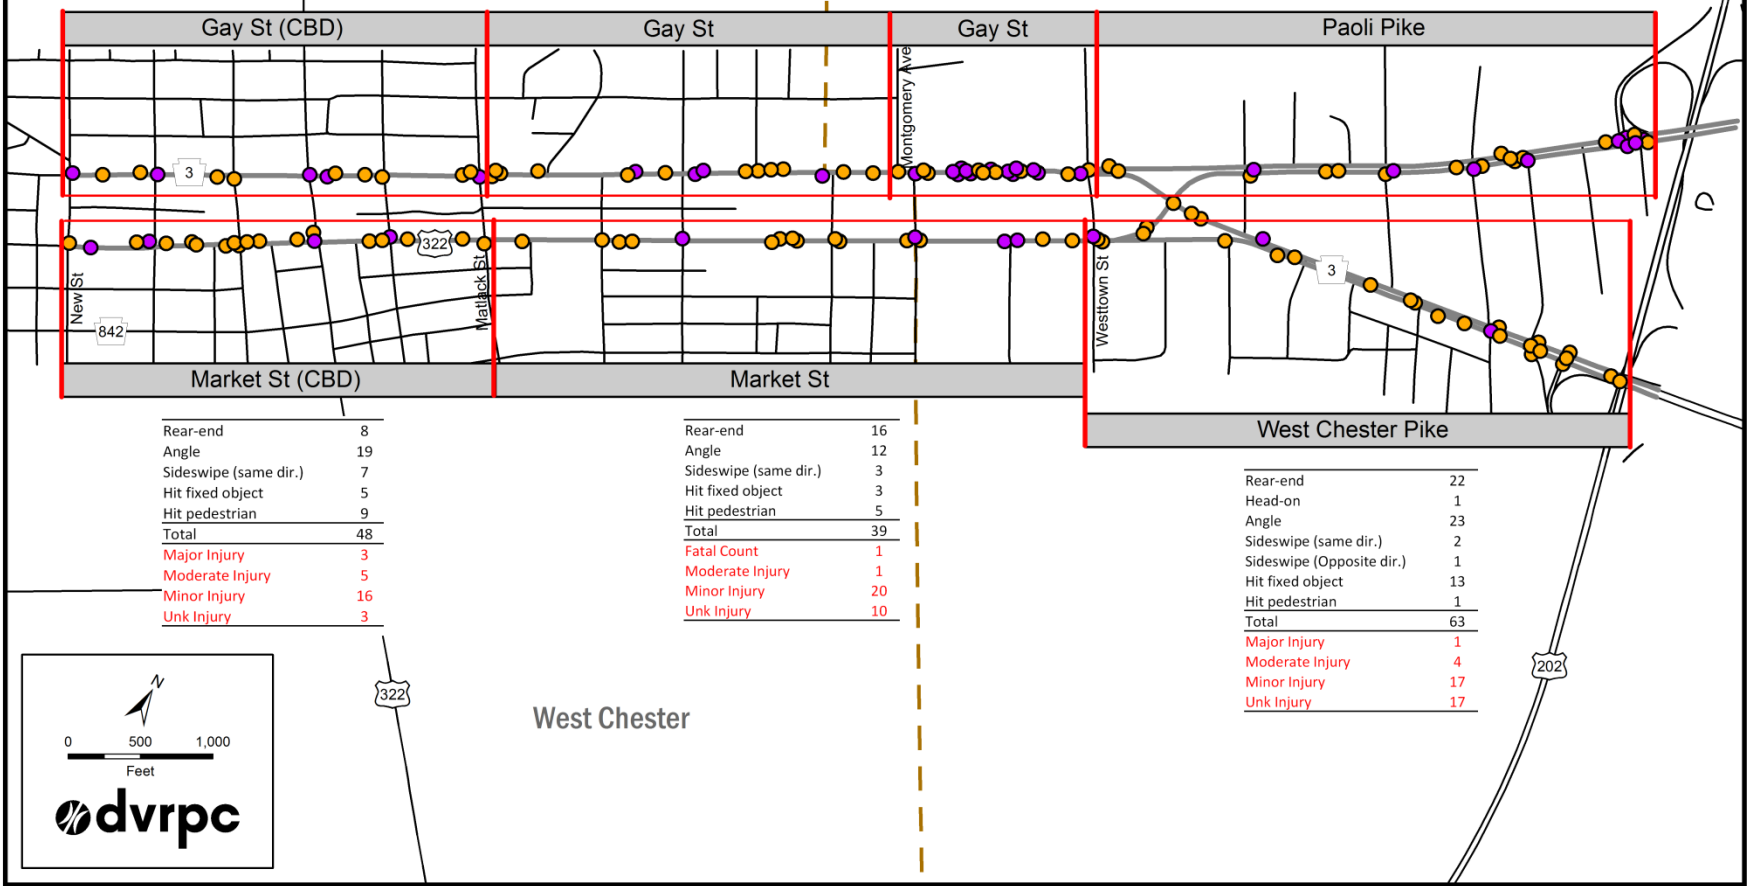 Gay St (CBD)
Gay St
Gay St
Paoli Pike
Montgomery Ave
3
322
New St
Matlack St
Westtown St
3
842
Market St (CBD)
Market St
West Chester Pike
Rear-end 8
Angle 19
Sideswipe (same dir.) 7
Hit fixed object 5
Hit pedestrian 9
Total 48
Major Injury 3
Moderate Injury 5
Minor Injury 16
Unk Injury 3
Rear-end 16
Angle 12
Sideswipe (same dir.) 3
Hit fixed object 3
Hit pedestrian 5
Total 39
Fatal Count 1
Moderate Injury 1
Minor Injury 20
Unk Injury 10
Rear-end 22
Head-on 1
Angle 23
Sideswipe (same dir.) 2
Sideswipe (Opposite dir.) 1
Hit fixed object 13
Hit pedestrian 1
Total 63
Major Injury 1
Moderate Injury 4
Minor Injury 17
Unk Injury 17
322
202
West Chester
N
0 500 1,000
Feet
dvrpc